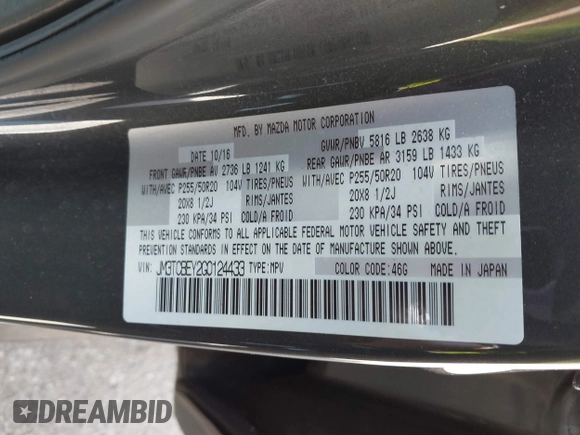 MFD. BY MAZDA MOTOR CORPORATION
DATE 10/16 GVWR/PNBV 5816 LB 2638 KG
FRONT GAWR/PNBE AV 2736 LB 1241 KG REAR GAWR/PNBE AR 3159 LB 1433 KG
WITH/AVEC P255/50R20 104V TIRES/PNEUS WITH/AVEC P255/50R20 104V TIRES/PNEUS
20X8 1/2J RIMS/JANTES 20X8 1/2J RIMS/JANTES
230 KPA/34 PSI COLD/A FROID 230 KPA/34 PSI COLD/A FROID
THIS VEHICLE CONFORMS TO ALL APPLICABLE FEDERAL MOTOR VEHICLE SAFETY AND THEFT
PREVENTION STANDARDS IN EFFECT ON THE DATE OF MANUFACTURE SHOWN ABOVE.
VIN: JM3TCBEY2G0124433 TYPE:MPV COLOR CODE:46G MADE IN JAPAN
DREAMBID